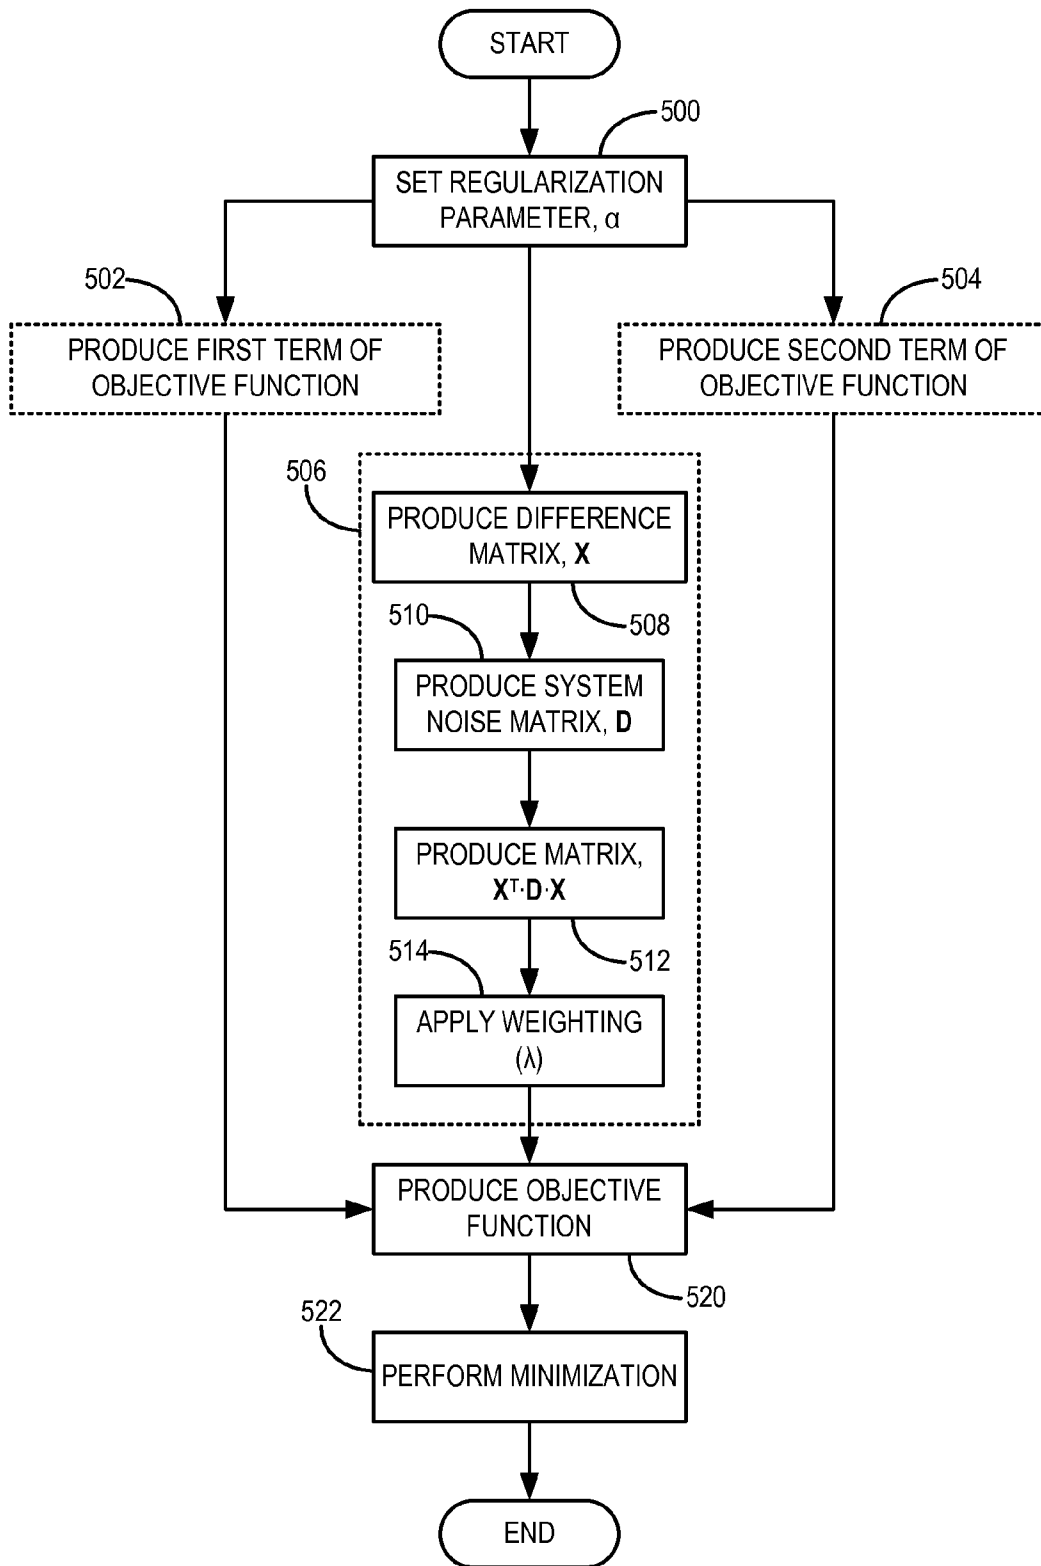 START
500
SET REGULARIZATION
PARAMETER, α
502
504
PRODUCE FIRST TERM OF
OBJECTIVE FUNCTION
PRODUCE SECOND TERM OF
OBJECTIVE FUNCTION
506
PRODUCE DIFFERENCE
MATRIX, X
508
510
PRODUCE SYSTEM
NOISE MATRIX, D
PRODUCE MATRIX,
Xᵀ·D·X
512
514
APPLY WEIGHTING
(λ)
PRODUCE OBJECTIVE
FUNCTION
520
522
PERFORM MINIMIZATION
END